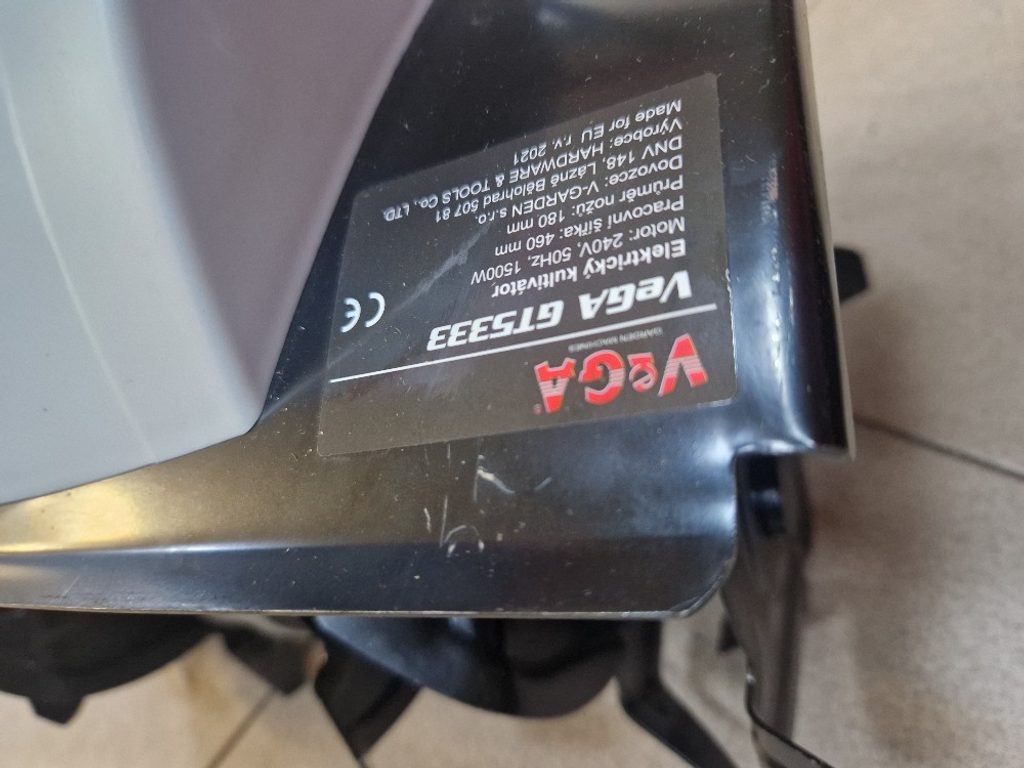 VeGA®
GARDEN MACHINES
VeGA GT5333
Elektrický kultivátor
Motor: 240V, 50Hz, 1500W
Pracovní šířka: 460 mm
Průměr nožů: 180 mm
Dovozce: V-GARDEN s.r.o.
DNV 148, Lázně Bělohrad 507 81
Výrobce: HARDWARE & TOOLS Co., LTD.
Made for EU r.v. 2021
CE